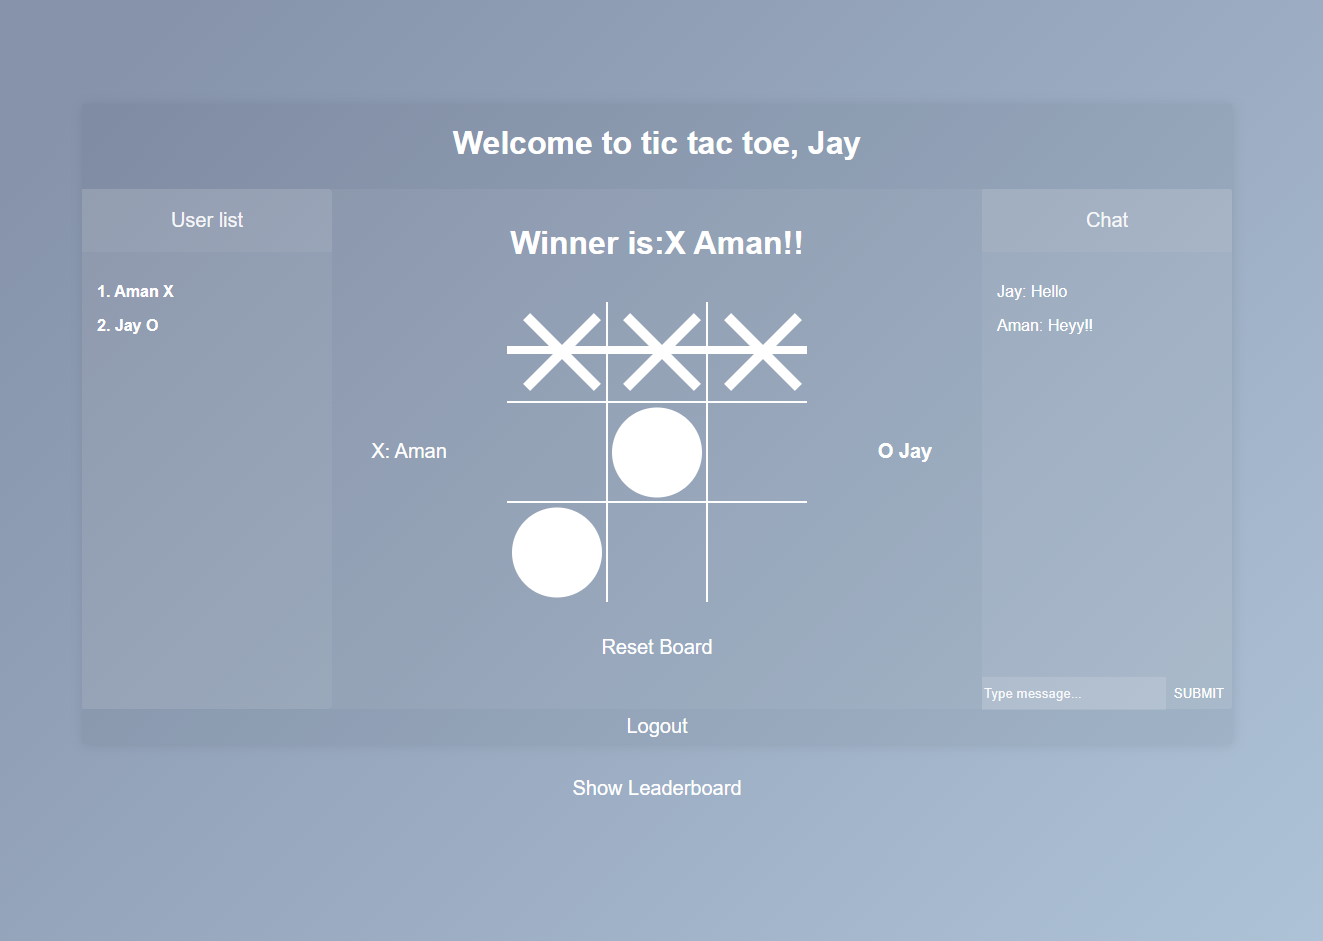 Welcome to tic tac toe, Jay
User list
1. Aman X
2. Jay O
Winner is:X Aman!!
X: Aman
O Jay
Reset Board
Chat
Jay: Hello
Aman: Heyy!!
Type message...
SUBMIT
Logout
Show Leaderboard